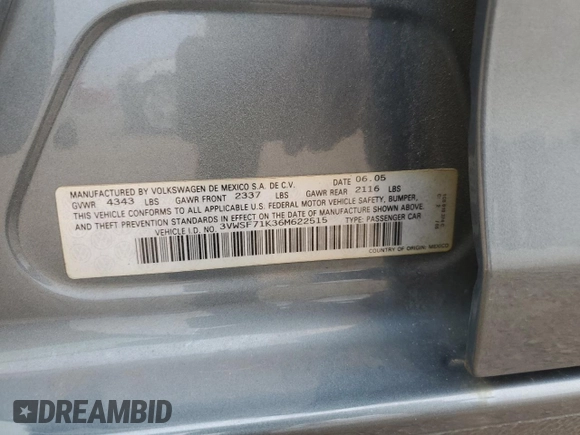 MANUFACTURED BY VOLKSWAGEN DE MEXICO S.A. DE C.V. DATE 06.05
GVWR 4343 LBS GAWR FRONT 2337 LBS GAWR REAR 2116 LBS
THIS VEHICLE CONFORMS TO ALL APPLICABLE U.S. FEDERAL MOTOR VEHICLE SAFETY, BUMPER,
AND THEFT PREVENTION STANDARDS IN EFFECT ON THE DATE OF MANUFACTURE SHOWN ABOVE.
VEHICLE I.D. NO. 3VWSF71K36M622515 TYPE: PASSENGER CAR
COUNTRY OF ORIGIN: MEXICO
DREAMBID